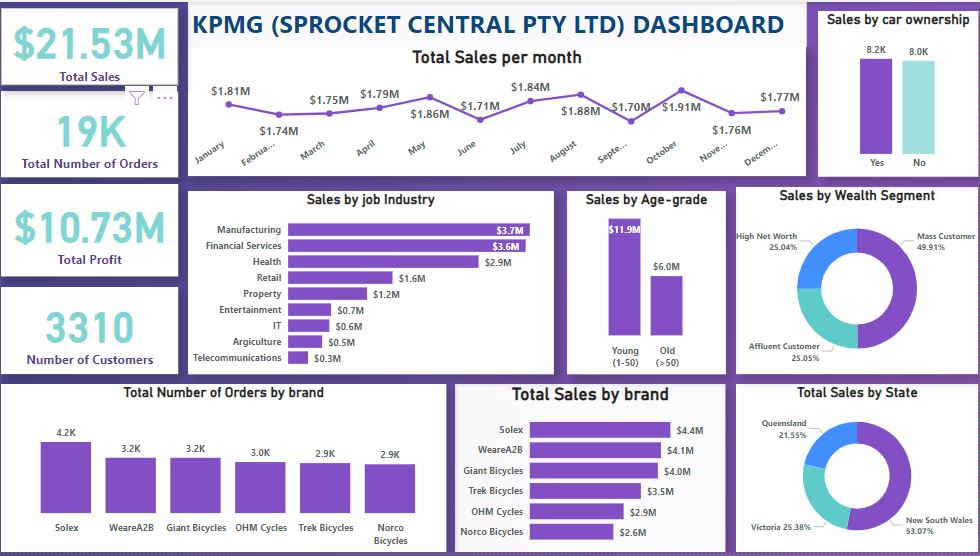 $21.53M
Total Sales
19K
Total Number of Orders
$10.73M
Total Profit
3310
Number of Customers
KPMG (SPROCKET CENTRAL PTY LTD) DASHBOARD
Total Sales per month
$1.81M
$1.74M
$1.75M
$1.79M
$1.86M
$1.71M
$1.84M
$1.88M
$1.70M
$1.91M
$1.76M
$1.77M
January
Februa...
March
April
May
June
July
August
Septe...
October
Nove...
Decem...
Sales by car ownership
8.2K
8.0K
Yes
No
Sales by job Industry
Manufacturing $3.7M
Financial Services $3.6M
Health $2.9M
Retail $1.6M
Property $1.2M
Entertainment $0.7M
IT $0.6M
Argiculture $0.5M
Telecommunications $0.3M
Sales by Age-grade
$11.9M
$6.0M
Young
(1-50)
Old
(>50)
Sales by Wealth Segment
High Net Worth
25.04%
Mass Customer
49.91%
Affluent Customer
25.05%
Total Number of Orders by brand
4.2K
3.2K
3.2K
3.0K
2.9K
2.9K
Solex
WeareA2B
Giant Bicycles
OHM Cycles
Trek Bicycles
Norco
Bicycles
Total Sales by brand
Solex $4.4M
WeareA2B $4.1M
Giant Bicycles $4.0M
Trek Bicycles $3.5M
OHM Cycles $2.9M
Norco Bicycles $2.6M
Total Sales by State
Queensland
21.55%
Victoria 25.38%
New South Wales
53.07%